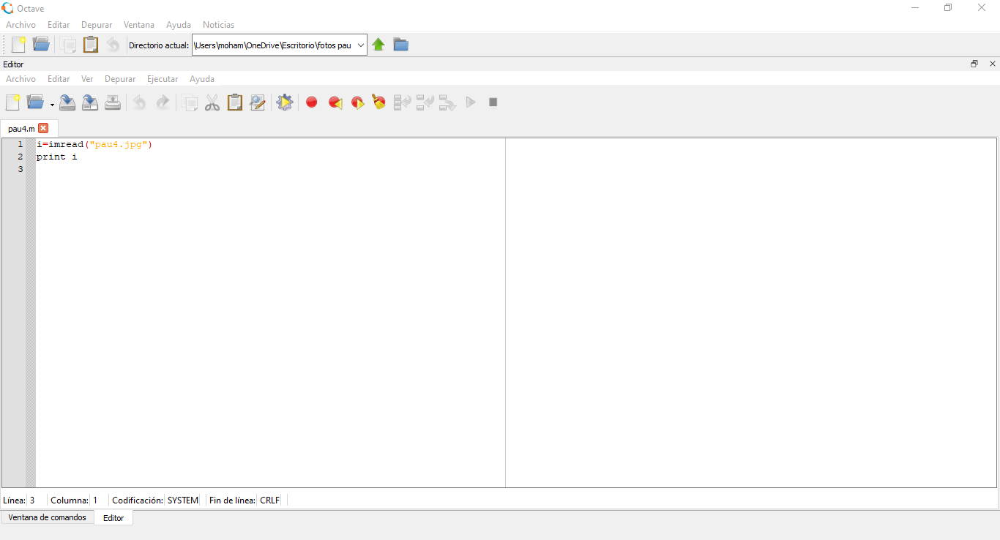 Octave
Archivo Editar Depurar Ventana Ayuda Noticias
Directorio actual: \Users\moham\OneDrive\Escritorio\fotos pau
Editor
Archivo Editar Ver Depurar Ejecutar Ayuda
pau4.m
1 i=imread("pau4.jpg")
2 print i
3
Línea: 3 Columna: 1 Codificación: SYSTEM Fin de línea: CRLF
Ventana de comandos Editor